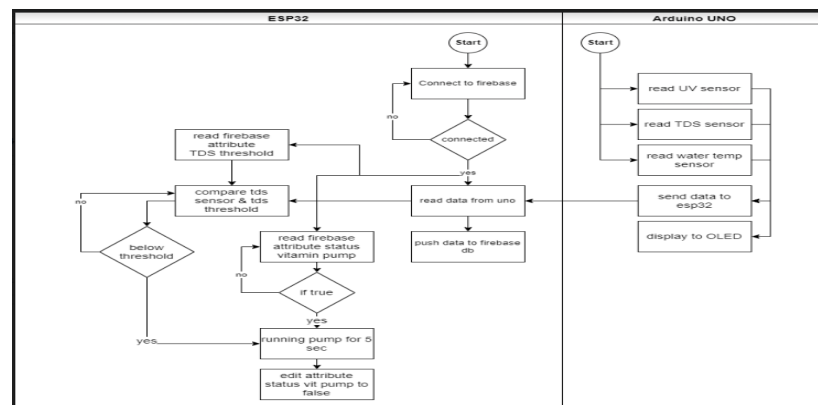 ESP32
Arduino UNO
Start
Start
Connect to firebase
read UV sensor
no
read firebase
attribute
TDS threshold
connected
read TDS sensor
yes
read water temp
sensor
no
compare tds
sensor & tds
threshold
read data from uno
send data to
esp32
below
threshold
read firebase
attribute status
vitamin pump
push data to firebase
db
display to OLED
no
if true
yes
yes
running pump for 5
sec
edit attribute
status vit pump to
false